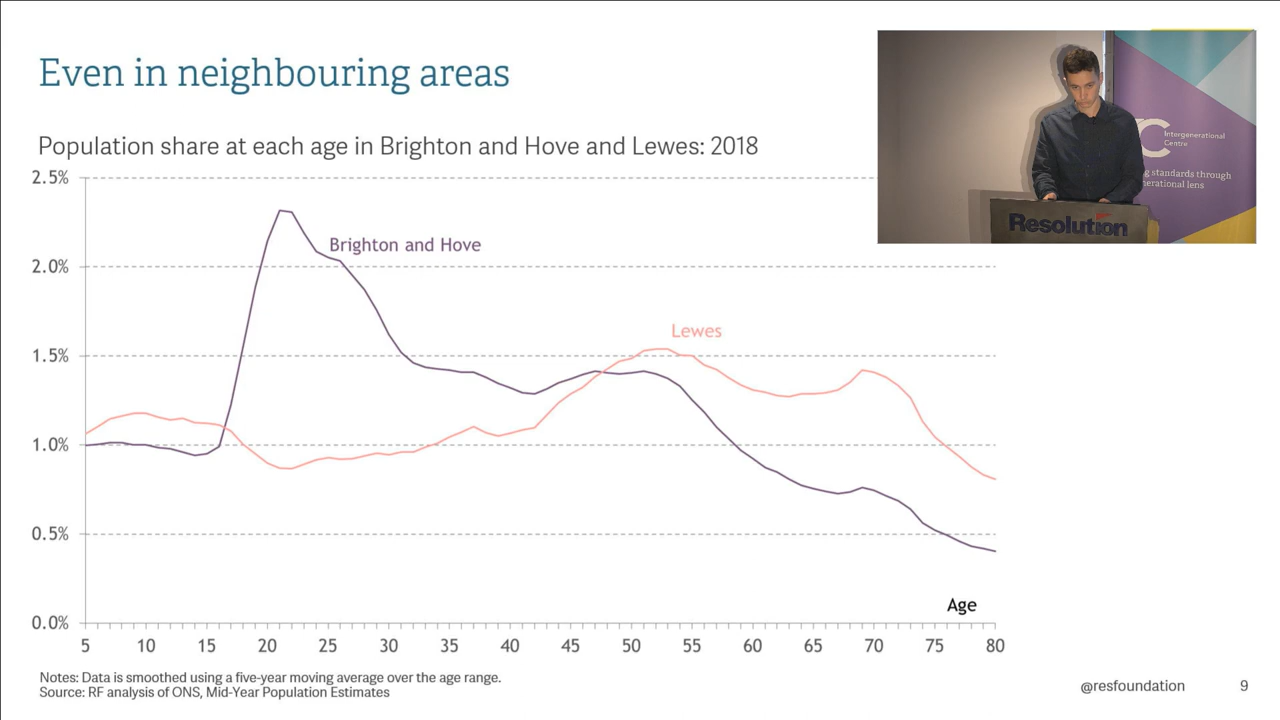 Even in neighbouring areas
Population share at each age in Brighton and Hove and Lewes: 2018
Intergenerational
Centre
standards through
Resolution
2.5%
2.0%
1.5%
1.0%
0.5%
0.0%
Brighton and Hove
Lewes
Age
5 10 15 20 25 30 35 40 45 50 55 60 65 70 75 80
Notes: Data is smoothed using a five-year moving average over the age range.
Source: RF analysis of ONS, Mid-Year Population Estimates
@resfoundation 9